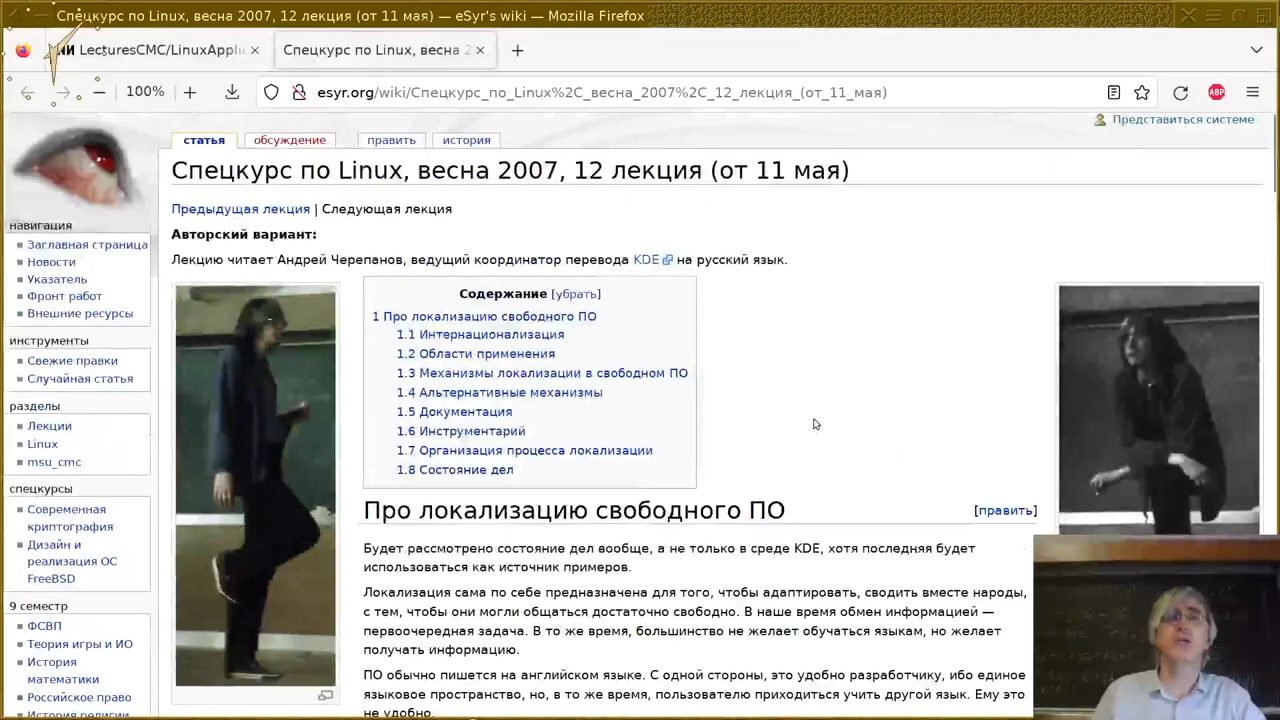 Спецкурс по Linux, весна 2007, 12 лекция (от 11 мая) — eSyr's wiki — Mozilla Firefox
LecturesCMC/LinuxApplic
Спецкурс по Linux, весна 2
100%
esyr.org/wiki/Спецкурс_по_Linux%2C_весна_2007%2C_12_лекция_(от_11_мая)
ABP
Представиться системе
статья
обсуждение
править
история
Спецкурс по Linux, весна 2007, 12 лекция (от 11 мая)
Предыдущая лекция | Следующая лекция
Авторский вариант:
Лекцию читает Андрей Черепанов, ведущий координатор перевода KDE на русский язык.
навигация
Заглавная страница
Новости
Указатель
Фронт работ
Внешние ресурсы
инструменты
Свежие правки
Случайная статья
разделы
Лекции
Linux
msu_cmc
спецкурсы
Современная
криптография
Дизайн и
реализация ОС
FreeBSD
9 семестр
ФСВП
Теория игры и ИО
История
математики
Российское право
История религии
Содержание [убрать]
1 Про локализацию свободного ПО
1.1 Интернационализация
1.2 Области применения
1.3 Механизмы локализации в свободном ПО
1.4 Альтернативные механизмы
1.5 Документация
1.6 Инструментарий
1.7 Организация процесса локализации
1.8 Состояние дел
Про локализацию свободного ПО
[править]
Будет рассмотрено состояние дел вообще, а не только в среде KDE, хотя последняя будет
использоваться как источник примеров.
Локализация сама по себе предназначена для того, чтобы адаптировать, сводить вместе народы,
с тем, чтобы они могли общаться достаточно свободно. В наше время обмен информацией —
первоочередная задача. В то же время, большинство не желает обучаться языкам, но желает
получать информацию.
ПО обычно пишется на английском языке. С одной стороны, это удобно разработчику, ибо единое
языковое пространство, но, в то же время, пользователю приходиться учить другой язык. Ему это
не удобно.